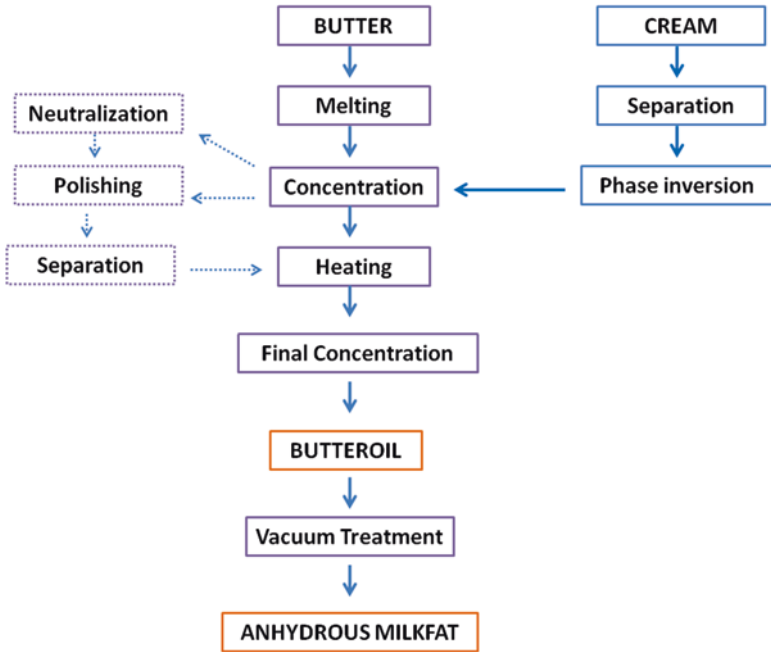 BUTTER
CREAM
Melting
Separation
Neutralization
Polishing
Concentration
Phase inversion
Separation
Heating
Final Concentration
BUTTEROIL
Vacuum Treatment
ANHYDROUS MILKFAT